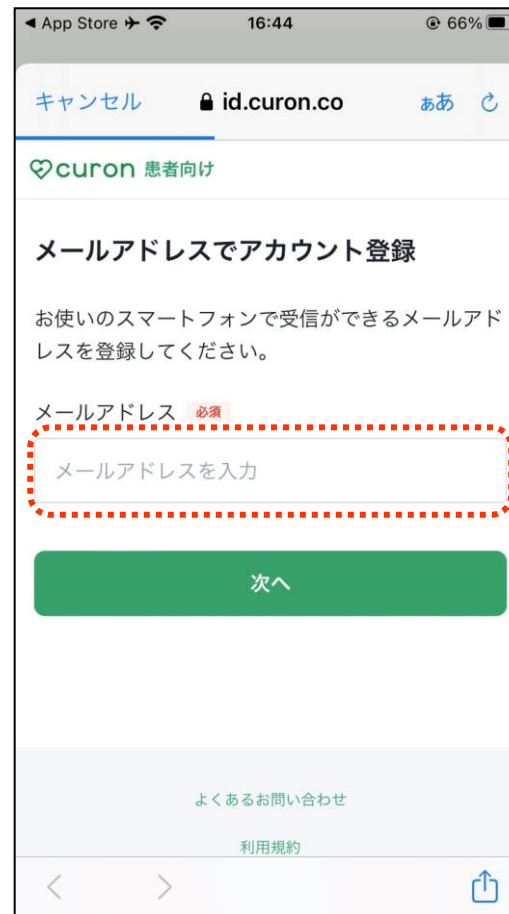 ◀ App Store
16:44
66%
キャンセル
id.curon.co
ぁあ
curon 患者向け
メールアドレスでアカウント登録
お使いのスマートフォンで受信ができるメールアド
レスを登録してください。
メールアドレス 必須
メールアドレスを入力
次へ
よくあるお問い合わせ
利用規約